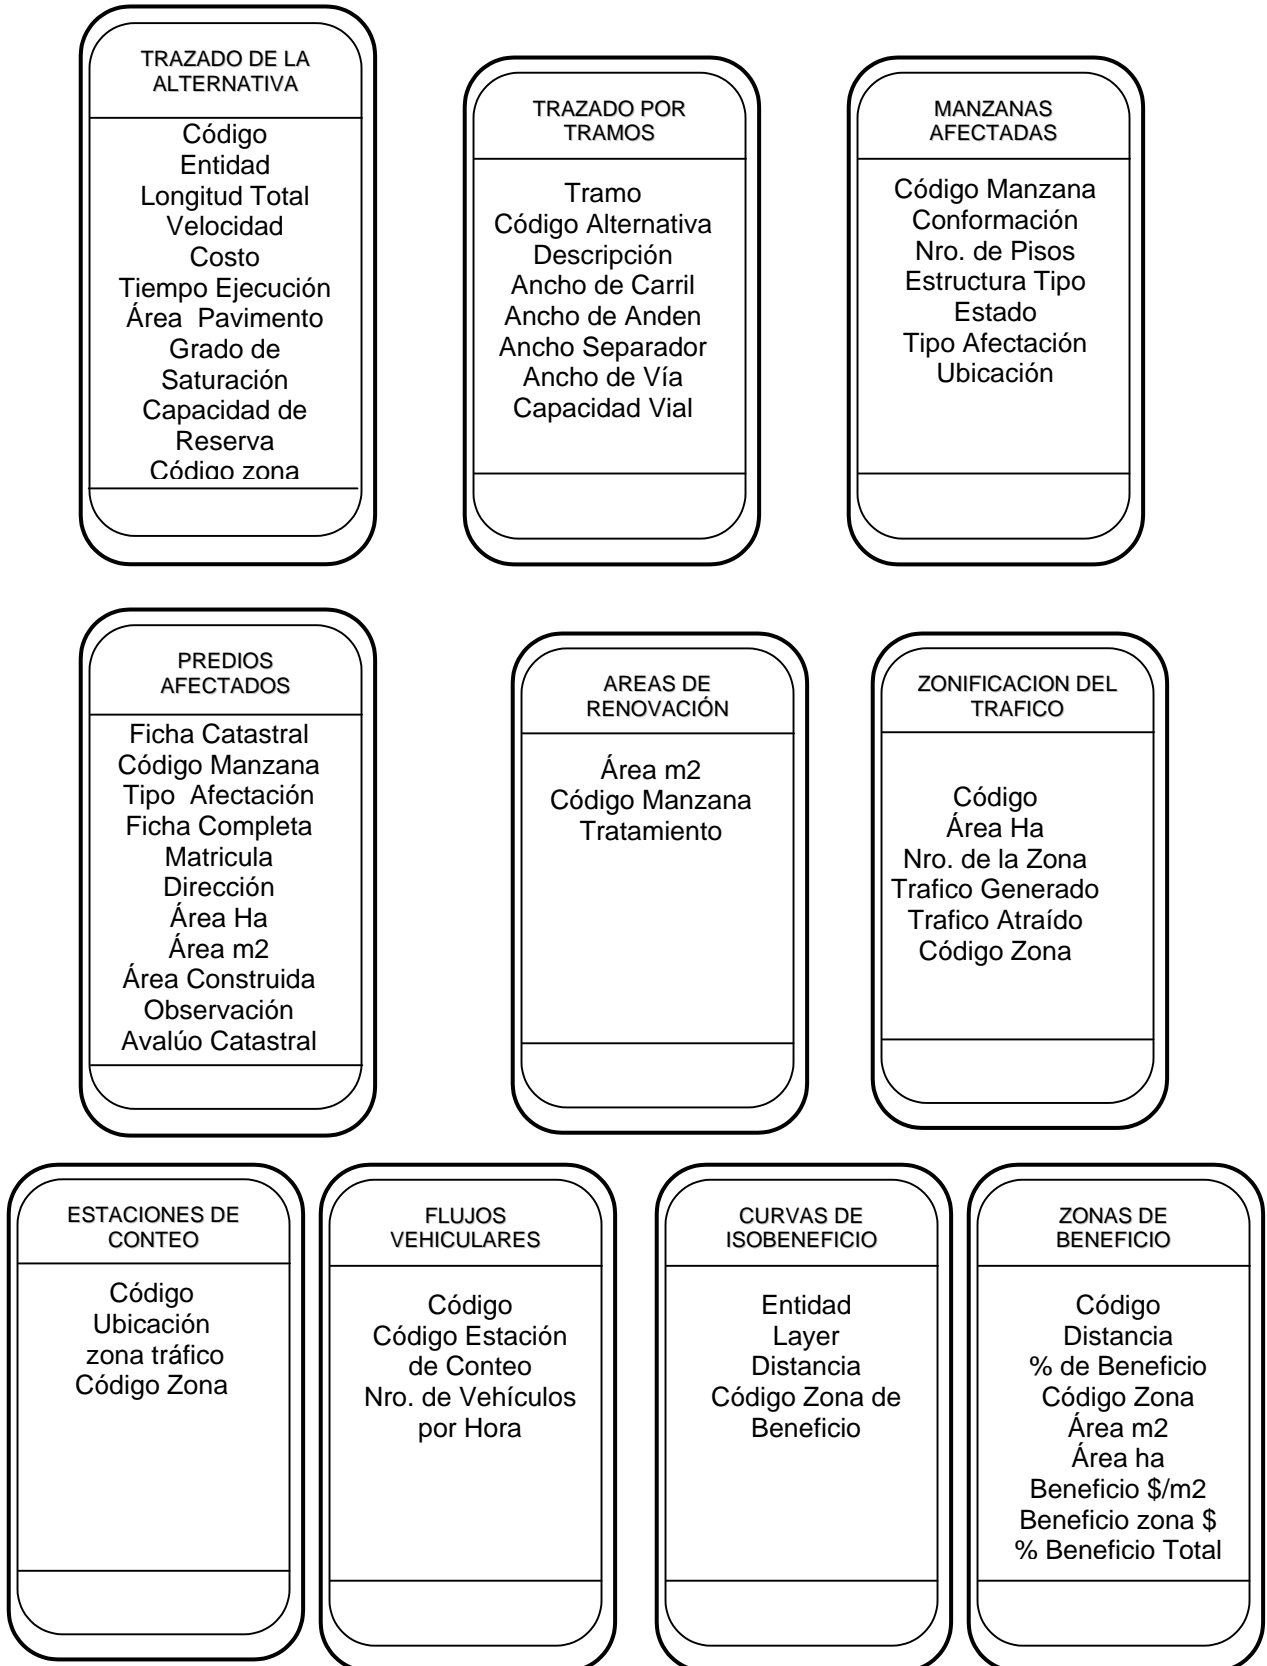 TRAZADO DE LA
ALTERNATIVA
Código
Entidad
Longitud Total
Velocidad
Costo
Tiempo Ejecución
Área  Pavimento
Grado de
Saturación
Capacidad de
Reserva
Código zona
TRAZADO POR
TRAMOS
Tramo
Código Alternativa
Descripción
Ancho de Carril
Ancho de Anden
Ancho Separador
Ancho de Vía
Capacidad Vial
MANZANAS
AFECTADAS
Código Manzana
Conformación
Nro. de Pisos
Estructura Tipo
Estado
Tipo Afectación
Ubicación
PREDIOS
AFECTADOS
Ficha Catastral
Código Manzana
Tipo  Afectación
Ficha Completa
Matricula
Dirección
Área Ha
Área m2
Área Construida
Observación
Avalúo Catastral
AREAS DE
RENOVACIÓN
Área m2
Código Manzana
Tratamiento
ZONIFICACION DEL
TRAFICO
Código
Área Ha
Nro. de la Zona
Trafico Generado
Trafico Atraído
Código Zona
ESTACIONES DE
CONTEO
Código
Ubicación
zona tráfico
Código Zona
FLUJOS
VEHICULARES
Código
Código Estación
de Conteo
Nro. de Vehículos
por Hora
CURVAS DE
ISOBENEFICIO
Entidad
Layer
Distancia
Código Zona de
Beneficio
ZONAS DE
BENEFICIO
Código
Distancia
% de Beneficio
Código Zona
Área m2
Área ha
Beneficio $/m2
Beneficio zona $
% Beneficio Total